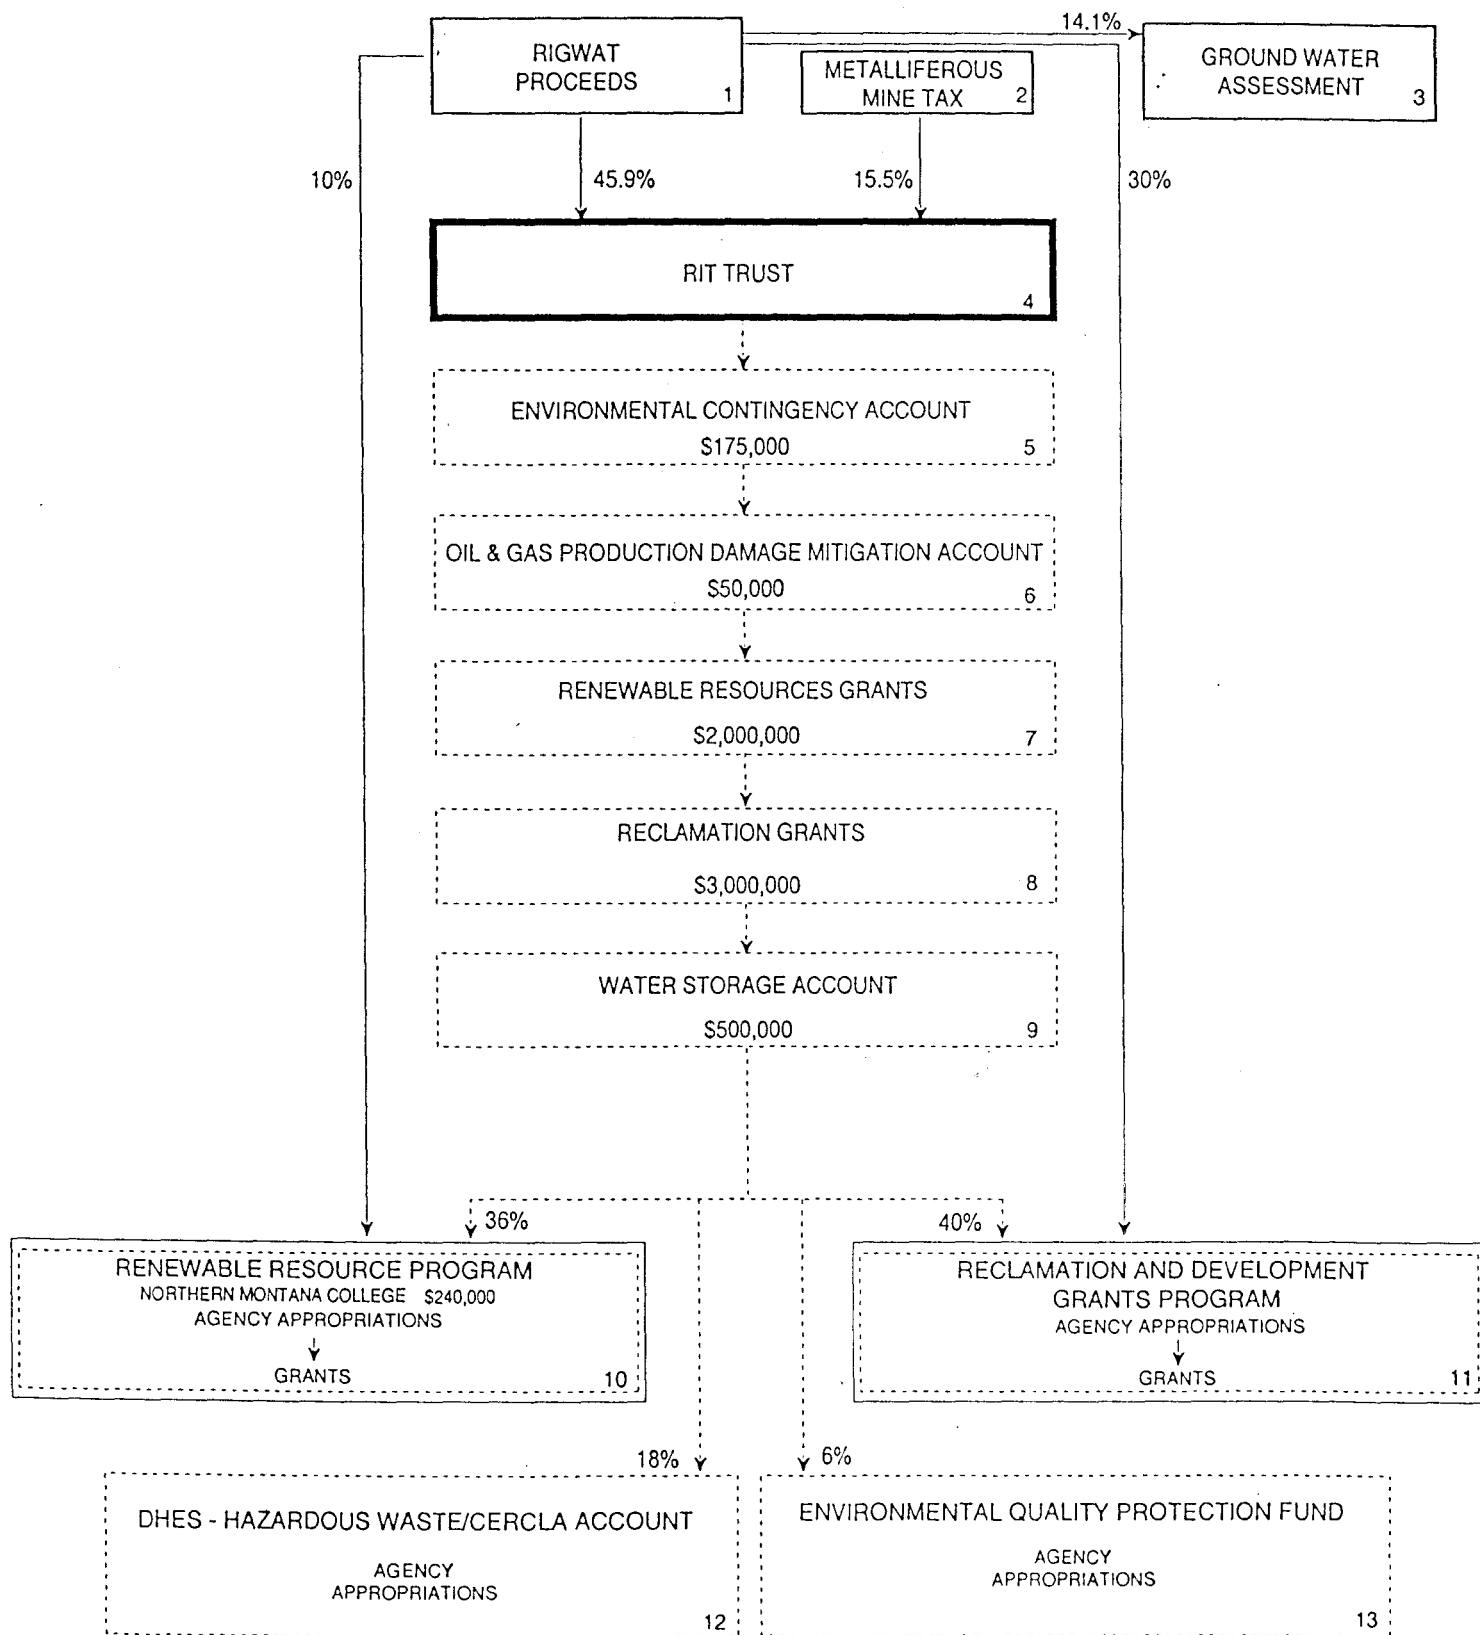 14.1%
RIGWAT
PROCEEDS
1
METALLIFEROUS
MINE TAX
2
GROUND WATER
ASSESSMENT
3
10%
45.9%
15.5%
30%
RIT TRUST
4
ENVIRONMENTAL CONTINGENCY ACCOUNT
$175,000
5
OIL & GAS PRODUCTION DAMAGE MITIGATION ACCOUNT
$50,000
6
RENEWABLE RESOURCES GRANTS
$2,000,000
7
RECLAMATION GRANTS
$3,000,000
8
WATER STORAGE ACCOUNT
$500,000
9
36%
40%
RENEWABLE RESOURCE PROGRAM
NORTHERN MONTANA COLLEGE $240,000
AGENCY APPROPRIATIONS
GRANTS
10
RECLAMATION AND DEVELOPMENT
GRANTS PROGRAM
AGENCY APPROPRIATIONS
GRANTS
11
18%
6%
DHES - HAZARDOUS WASTE/CERCLA ACCOUNT
AGENCY
APPROPRIATIONS
12
ENVIRONMENTAL QUALITY PROTECTION FUND
AGENCY
APPROPRIATIONS
13